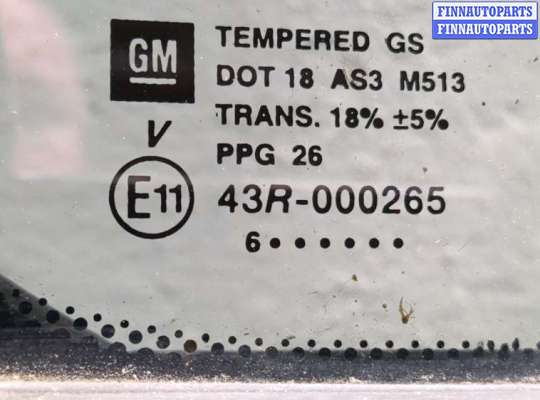 FINNAUTOPARTS
FINNAUTOPARTS
GM
TEMPERED GS
DOT 18 AS3 M513
TRANS. 18% ±5%
V
PPG 26
E11 43R-000265
6••••••